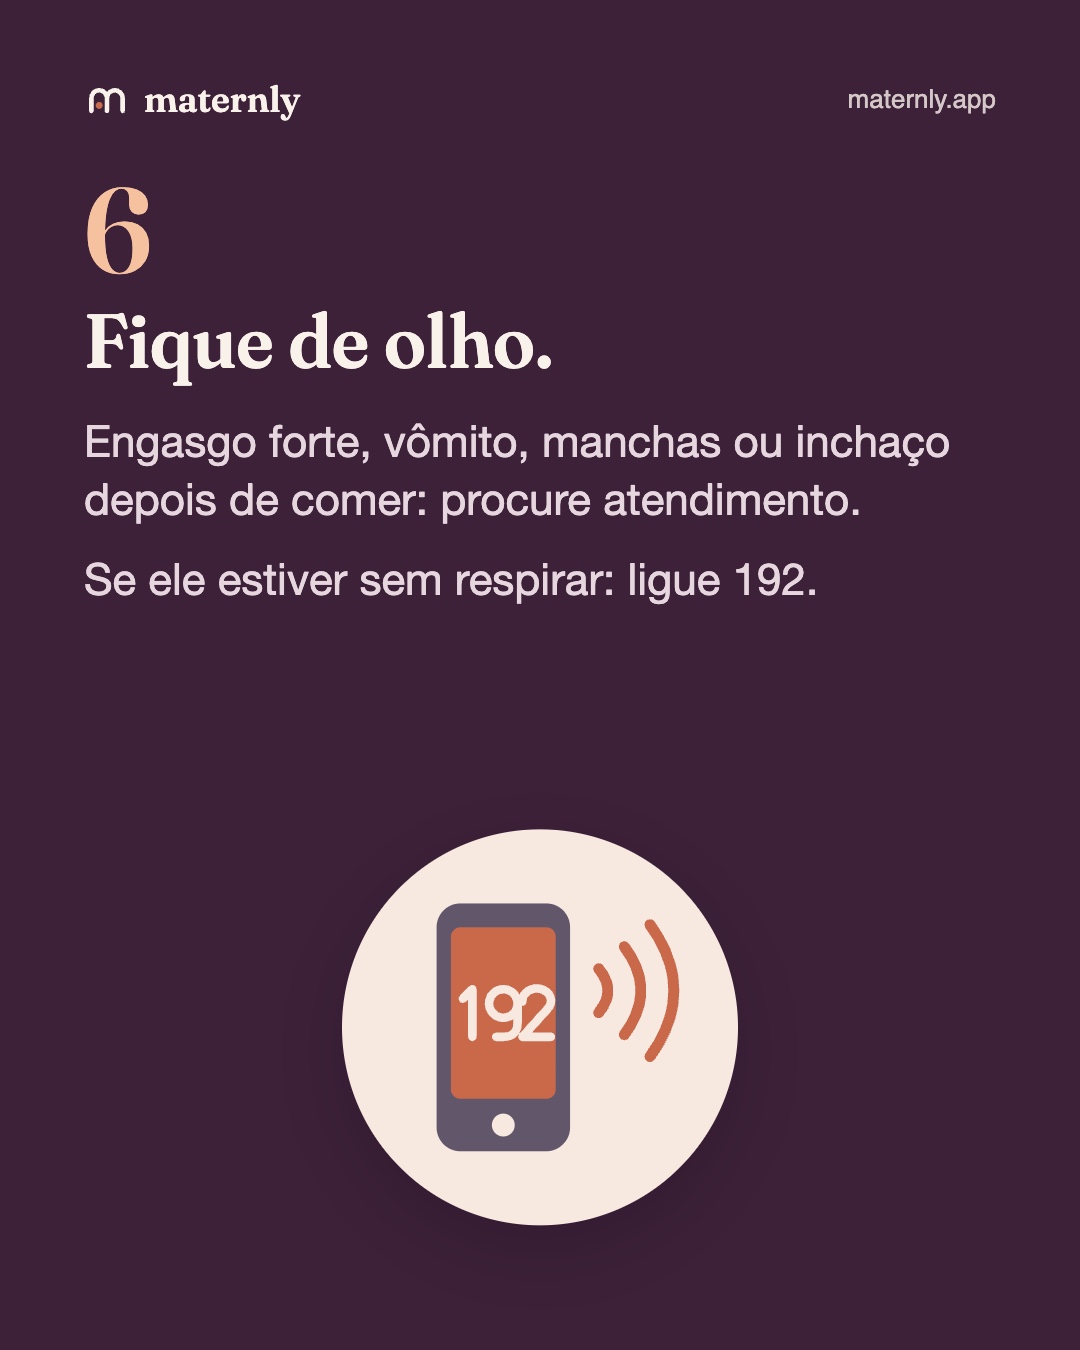 maternly
maternly.app
6
Fique de olho.
Engasgo forte, vômito, manchas ou inchaço
depois de comer: procure atendimento.
Se ele estiver sem respirar: ligue 192.
192